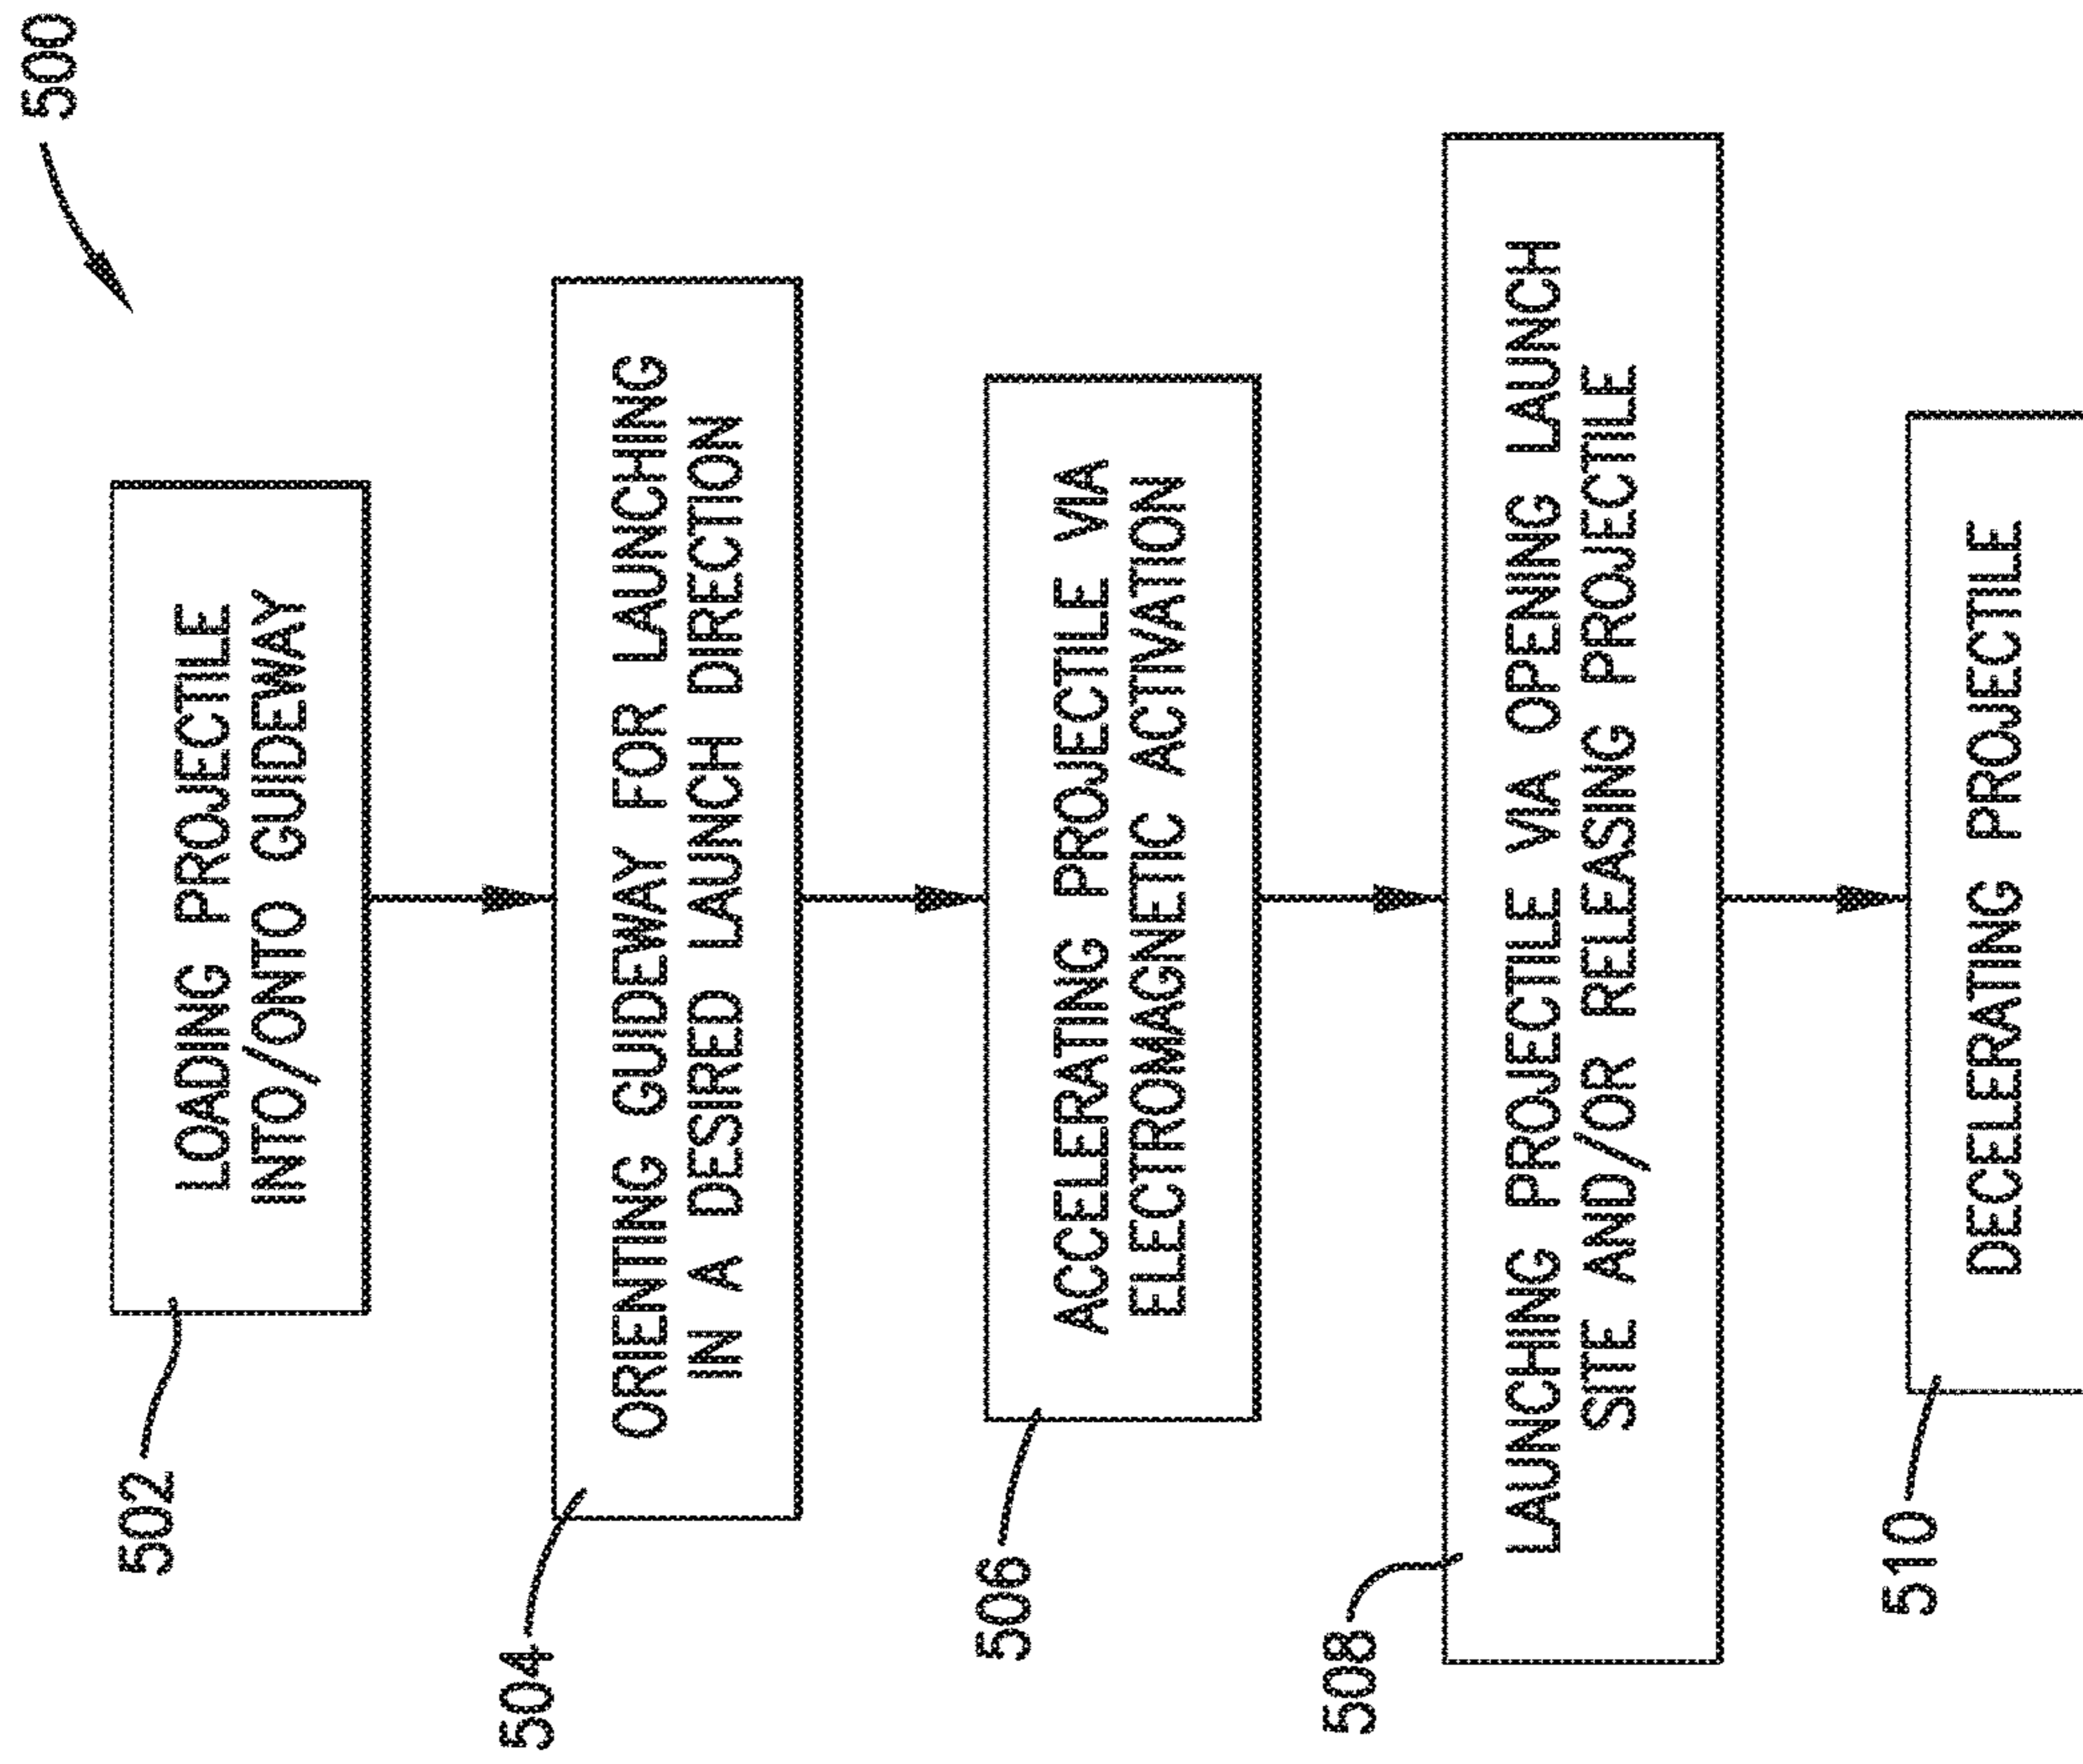 500
502
LOADING PROJECTILE
INTO/ONTO GUIDEWAY
504
ORIENTING GUIDEWAY FOR LAUNCHING
IN A DESIRED LAUNCH DIRECTION
506
ACCELERATING PROJECTILE VIA
ELECTROMAGNETIC ACTIVATION
508
LAUNCHING PROJECTILE VIA OPENING LAUNCH
SITE AND/OR RELEASING PROJECTILE
510
DECELERATING PROJECTILE